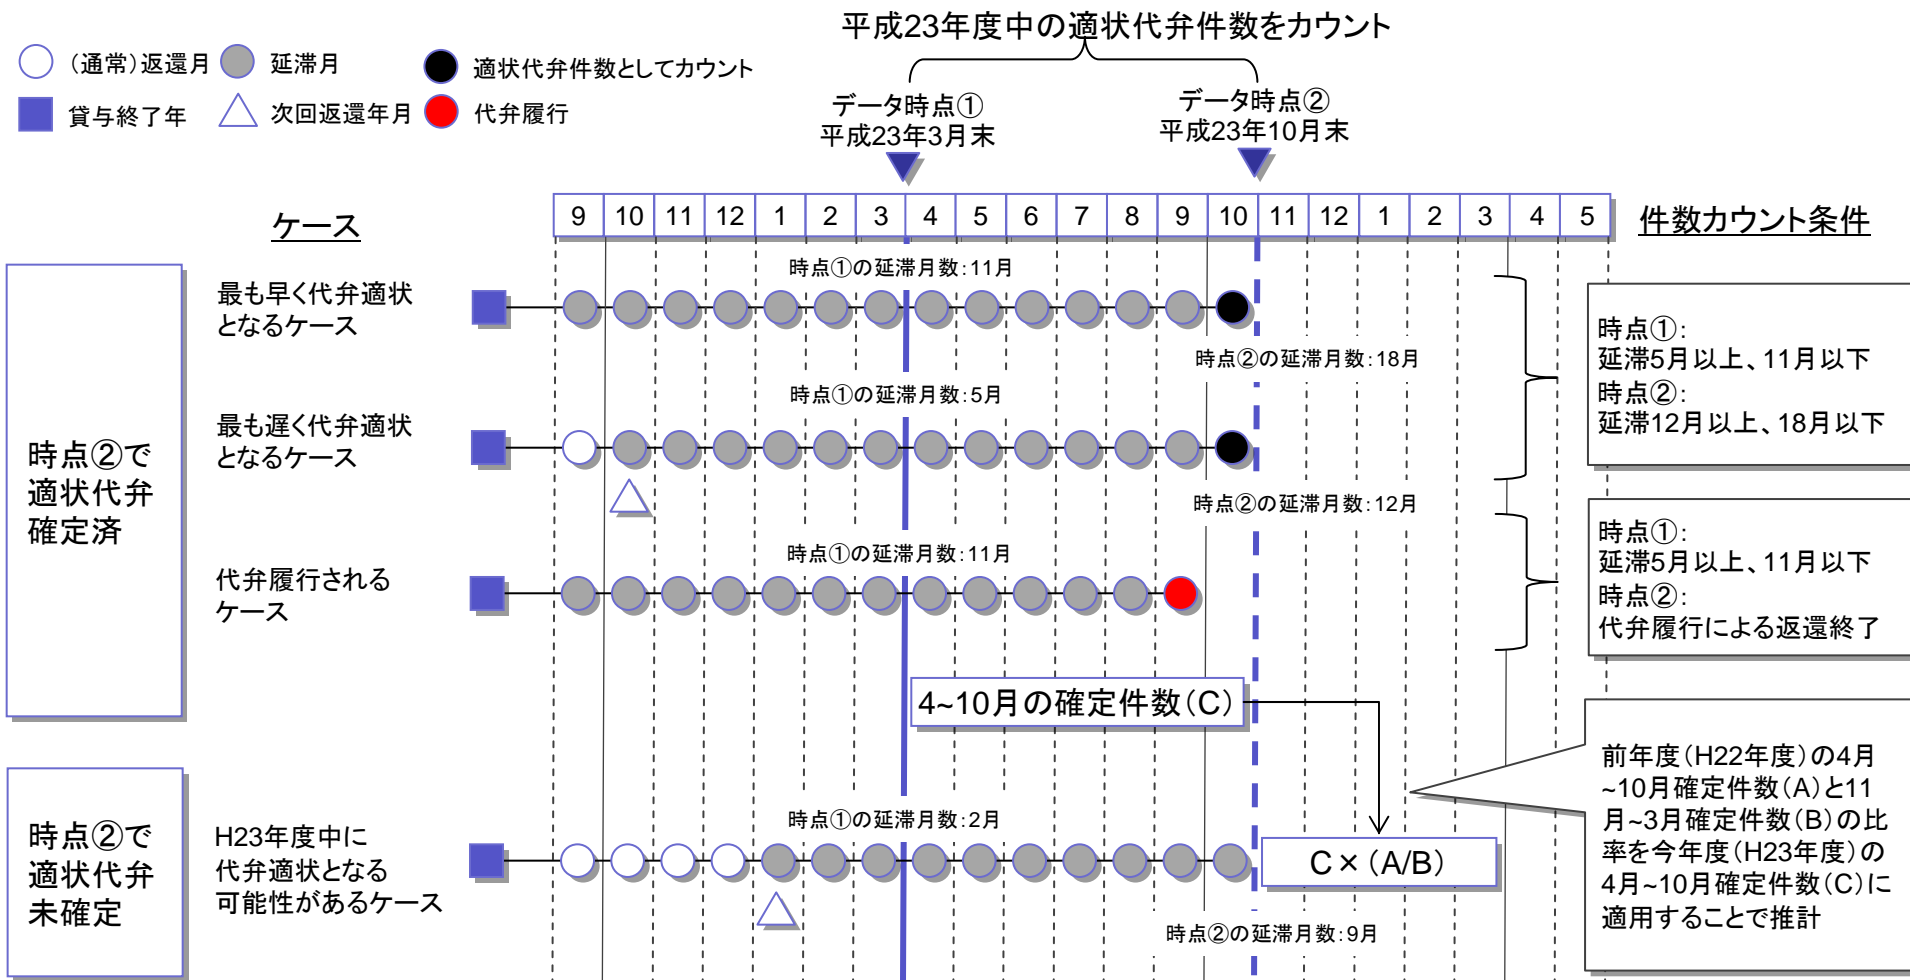 平成23年度中の適状代弁件数をカウント
（通常）返還月
延滞月
適状代弁件数としてカウント
貸与終了年
次回返還年月
代弁履行
データ時点①
平成23年3月末
データ時点②
平成23年10月末
ケース
9 10 11 12 1 2 3 4 5 6 7 8 9 10 11 12 1 2 3 4 5
件数カウント条件
時点②で
適状代弁
確定済
最も早く代弁適状
となるケース
時点①の延滞月数：11月
時点②の延滞月数：18月
時点①：
延滞5月以上、11月以下
時点②：
延滞12月以上、18月以下
最も遅く代弁適状
となるケース
時点①の延滞月数：5月
時点②の延滞月数：12月
代弁履行される
ケース
時点①の延滞月数：11月
時点①：
延滞5月以上、11月以下
時点②：
代弁履行による返還終了
4~10月の確定件数（C）
時点②で
適状代弁
未確定
H23年度中に
代弁適状となる
可能性があるケース
時点①の延滞月数：2月
C×（A/B）
時点②の延滞月数：9月
前年度（H22年度）の4月
~10月確定件数（A）と11
月~3月確定件数（B）の比
率を今年度（H23年度）の
4月~10月確定件数（C）に
適用することで推計